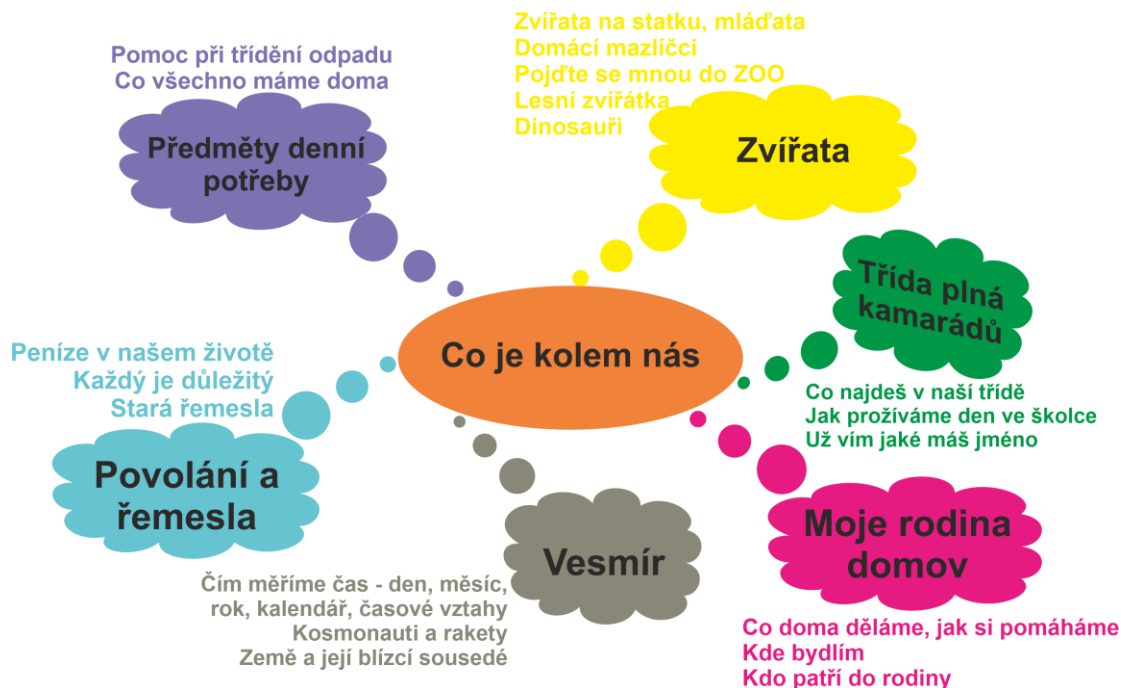 Zvířata na statku, mláďata
Domácí mazlíčci
Pojďte se mnou do ZOO
Lesní zvířátka
Dinosauři
Zvířata
Pomoc při třídění odpadu
Co všechno máme doma
Předměty denní
potřeby
Třída plná
kamarádů
Co najdeš v naší třídě
Jak prožíváme den ve školce
Už vím jaké máš jméno
Co je kolem nás
Peníze v našem životě
Každý je důležitý
Stará řemesla
Povolání a
řemesla
Vesmír
Čím měříme čas - den, měsíc,
rok, kalendář, časové vztahy
Kosmonauti a rakety
Země a její blízcí sousedé
Moje rodina
domov
Co doma děláme, jak si pomáháme
Kde bydlím
Kdo patří do rodiny